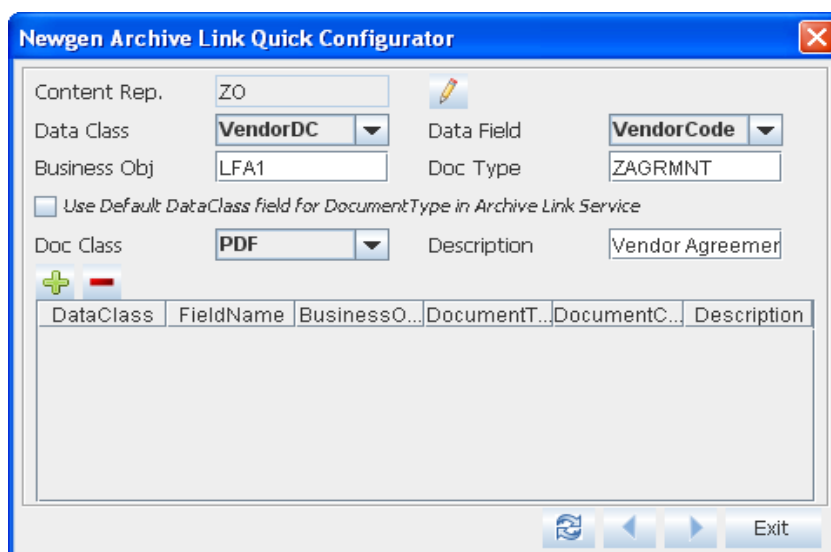 Newgen Archive Link Quick Configurator
Content Rep. ZO
Data Class VendorDC Data Field VendorCode
Business Obj LFA1 Doc Type ZAGRMNT
Use Default DataClass field for DocumentType in Archive Link Service
Doc Class PDF Description Vendor Agreemer
DataClass FieldName BusinessO... DocumentT... DocumentC... Description
Exit